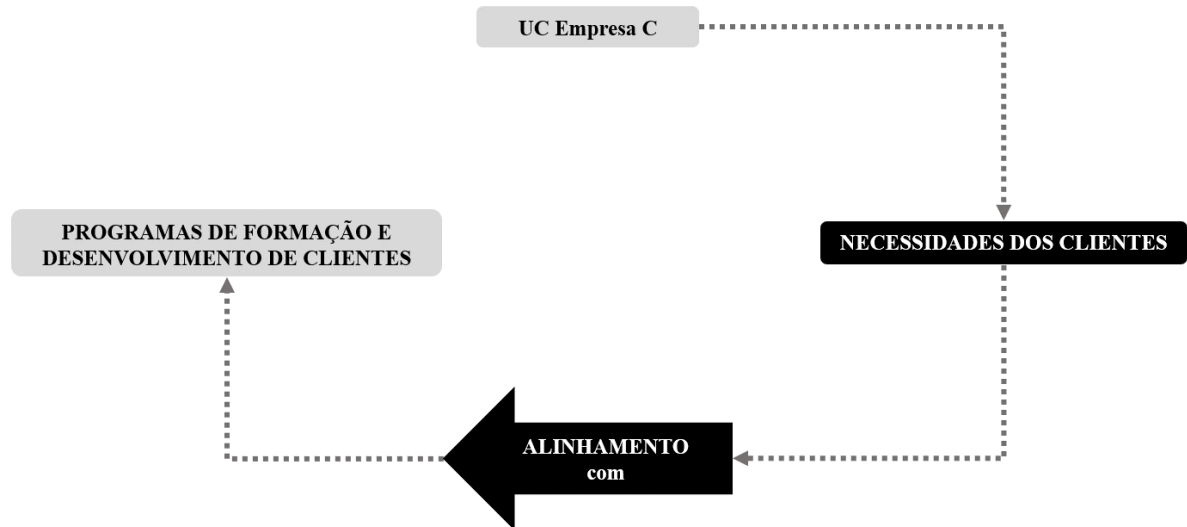 UC Empresa C
PROGRAMAS DE FORMAÇÃO E
DESENVOLVIMENTO DE CLIENTES
NECESSIDADES DOS CLIENTES
ALINHAMENTO
com